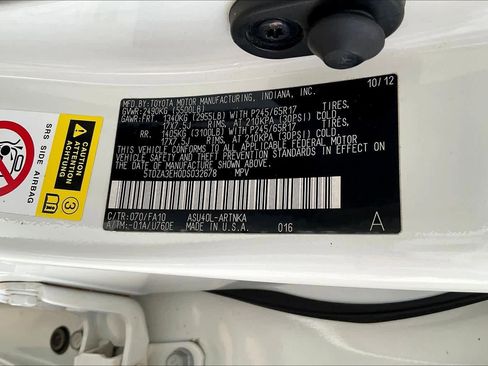 MFD. BY: TOYOTA MOTOR MANUFACTURING, INDIANA, INC. 10/12
GVWR: 2490KG (5500LB)
GAWR: FRT. 1340KG (2955LB) WITH P245/65R17 TIRES.
17X7.5J RIMS. AT 210KPA (30PSI) COLD.
RR. 1405KG (3100LB) WITH P245/65R17 TIRES.
17X7.5J RIMS. AT 210KPA (30PSI) COLD.
THIS VEHICLE CONFORMS TO ALL APPLICABLE FEDERAL MOTOR
VEHICLE SAFETY STANDARDS IN EFFECT ON THE DATE OF
MANUFACTURE SHOWN ABOVE.
5TDZA3EH0DS032678 MPV
C/TR: 070/FA10 ASU40L-ARTNKA A
A/TM: -01A/U760E MADE IN U.S.A. 016
SRS SIDE AIRBAG
CAUTION
ATTENTION
ACHTUNG
3